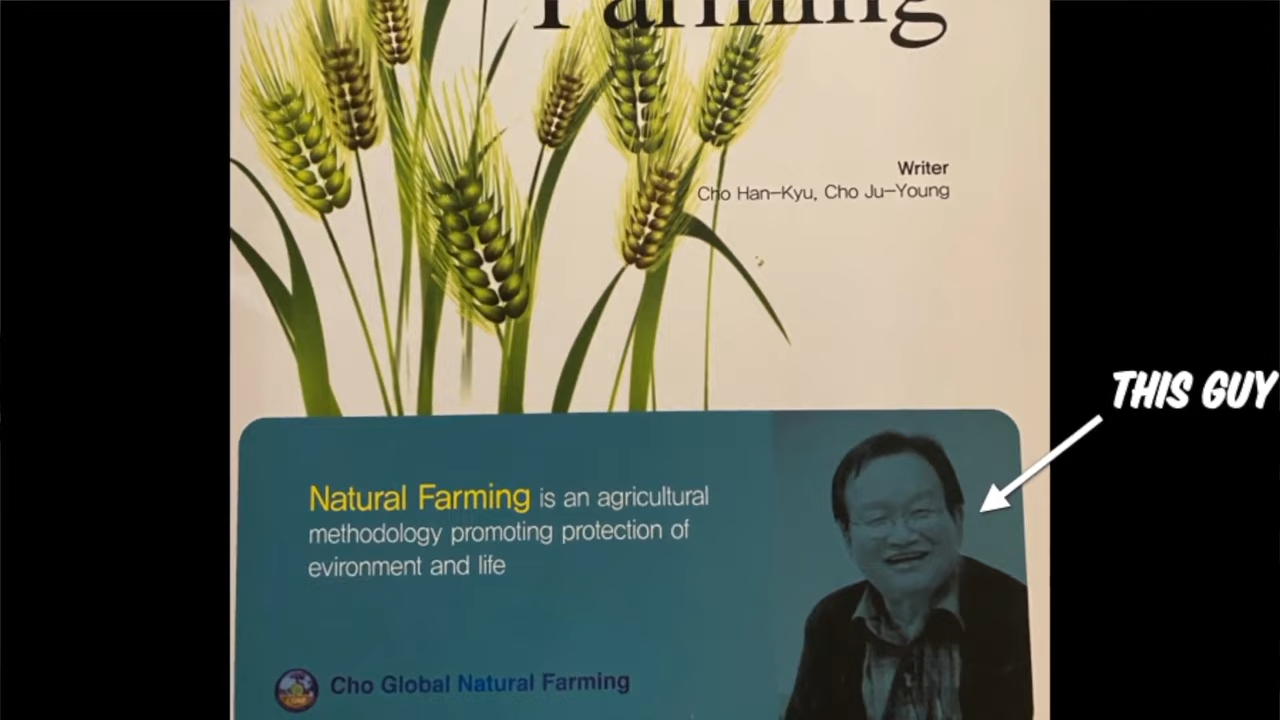 Farming
Writer
Cho Han-Kyu, Cho Ju-Young
THIS GUY
Natural Farming is an agricultural
methodology promoting protection of
evironment and life
Cho Global Natural Farming